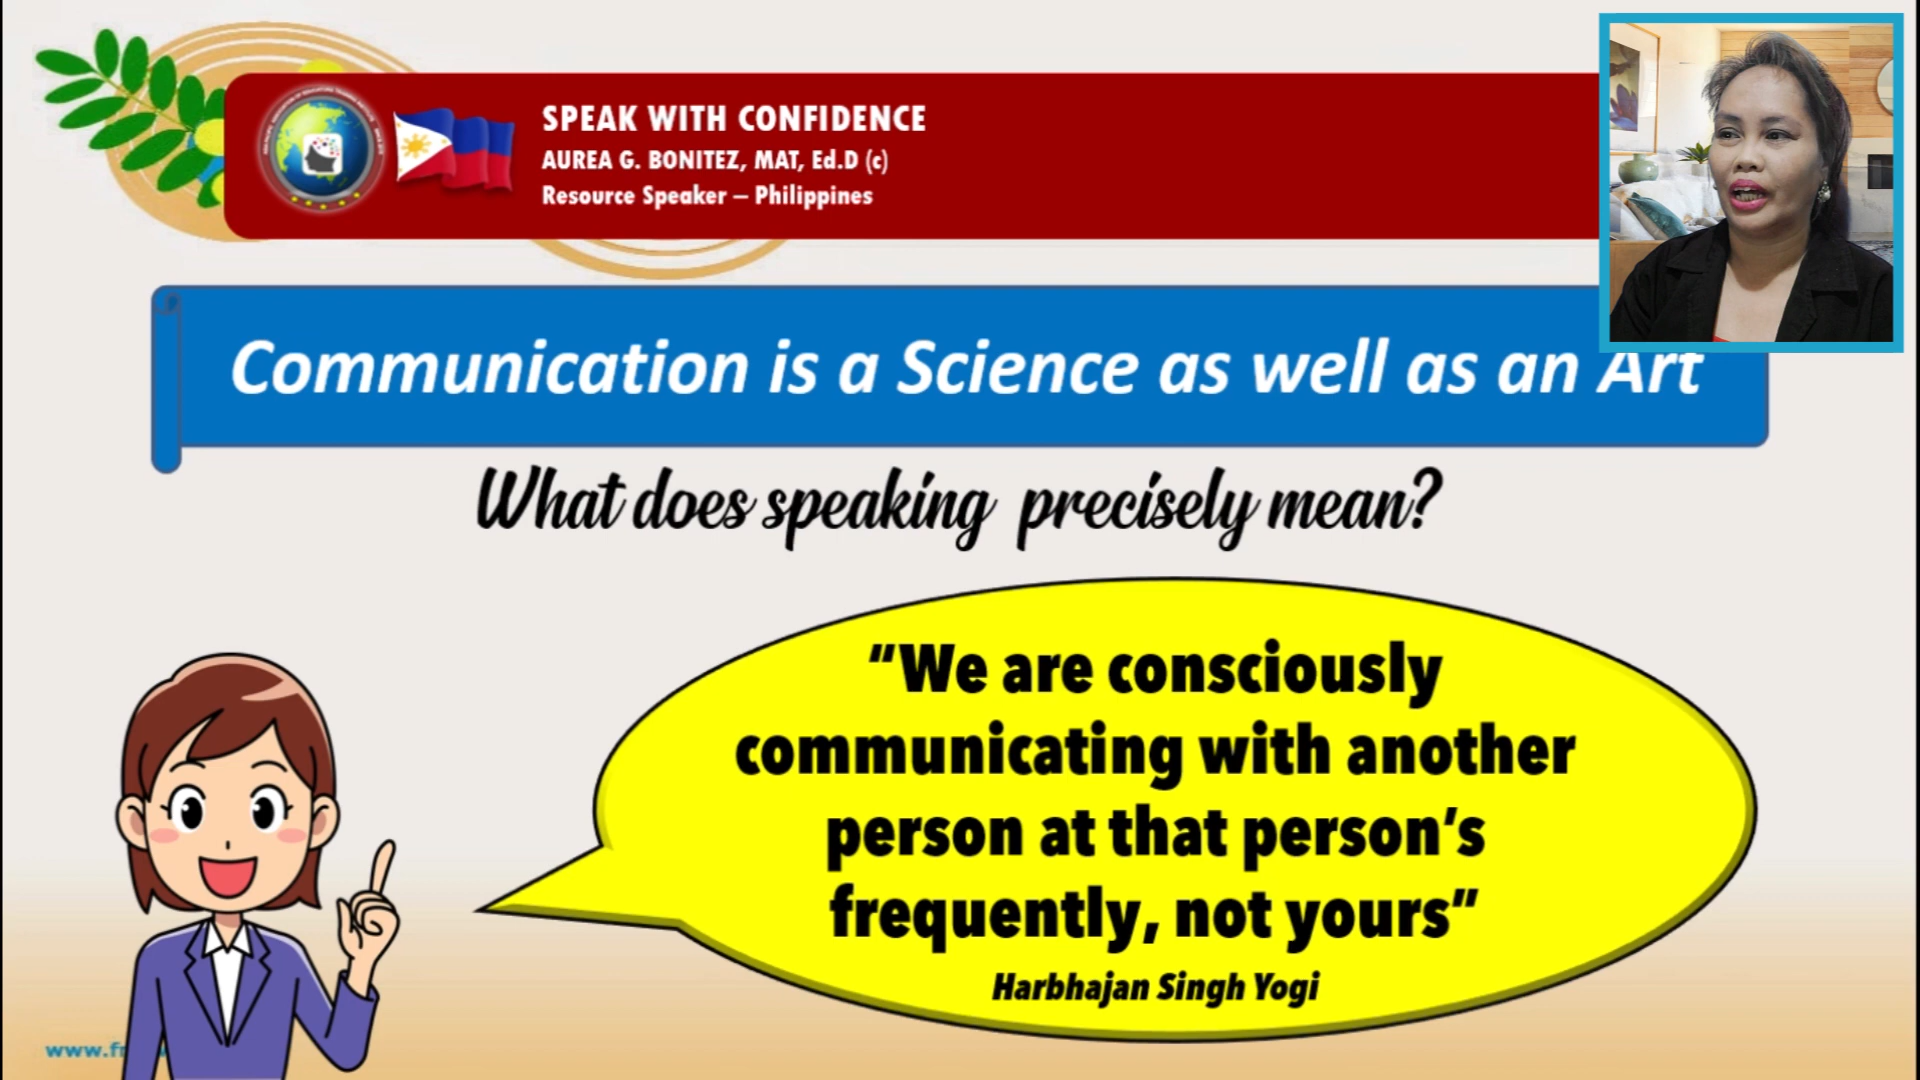 SPEAK WITH CONFIDENCE
AUREA G. BONITEZ, MAT, Ed.D (c)
Resource Speaker – Philippines
Communication is a Science as well as an Art
What does speaking precisely mean?
“We are consciously
communicating with another
person at that person’s
frequently, not yours”
Harbhajan Singh Yogi